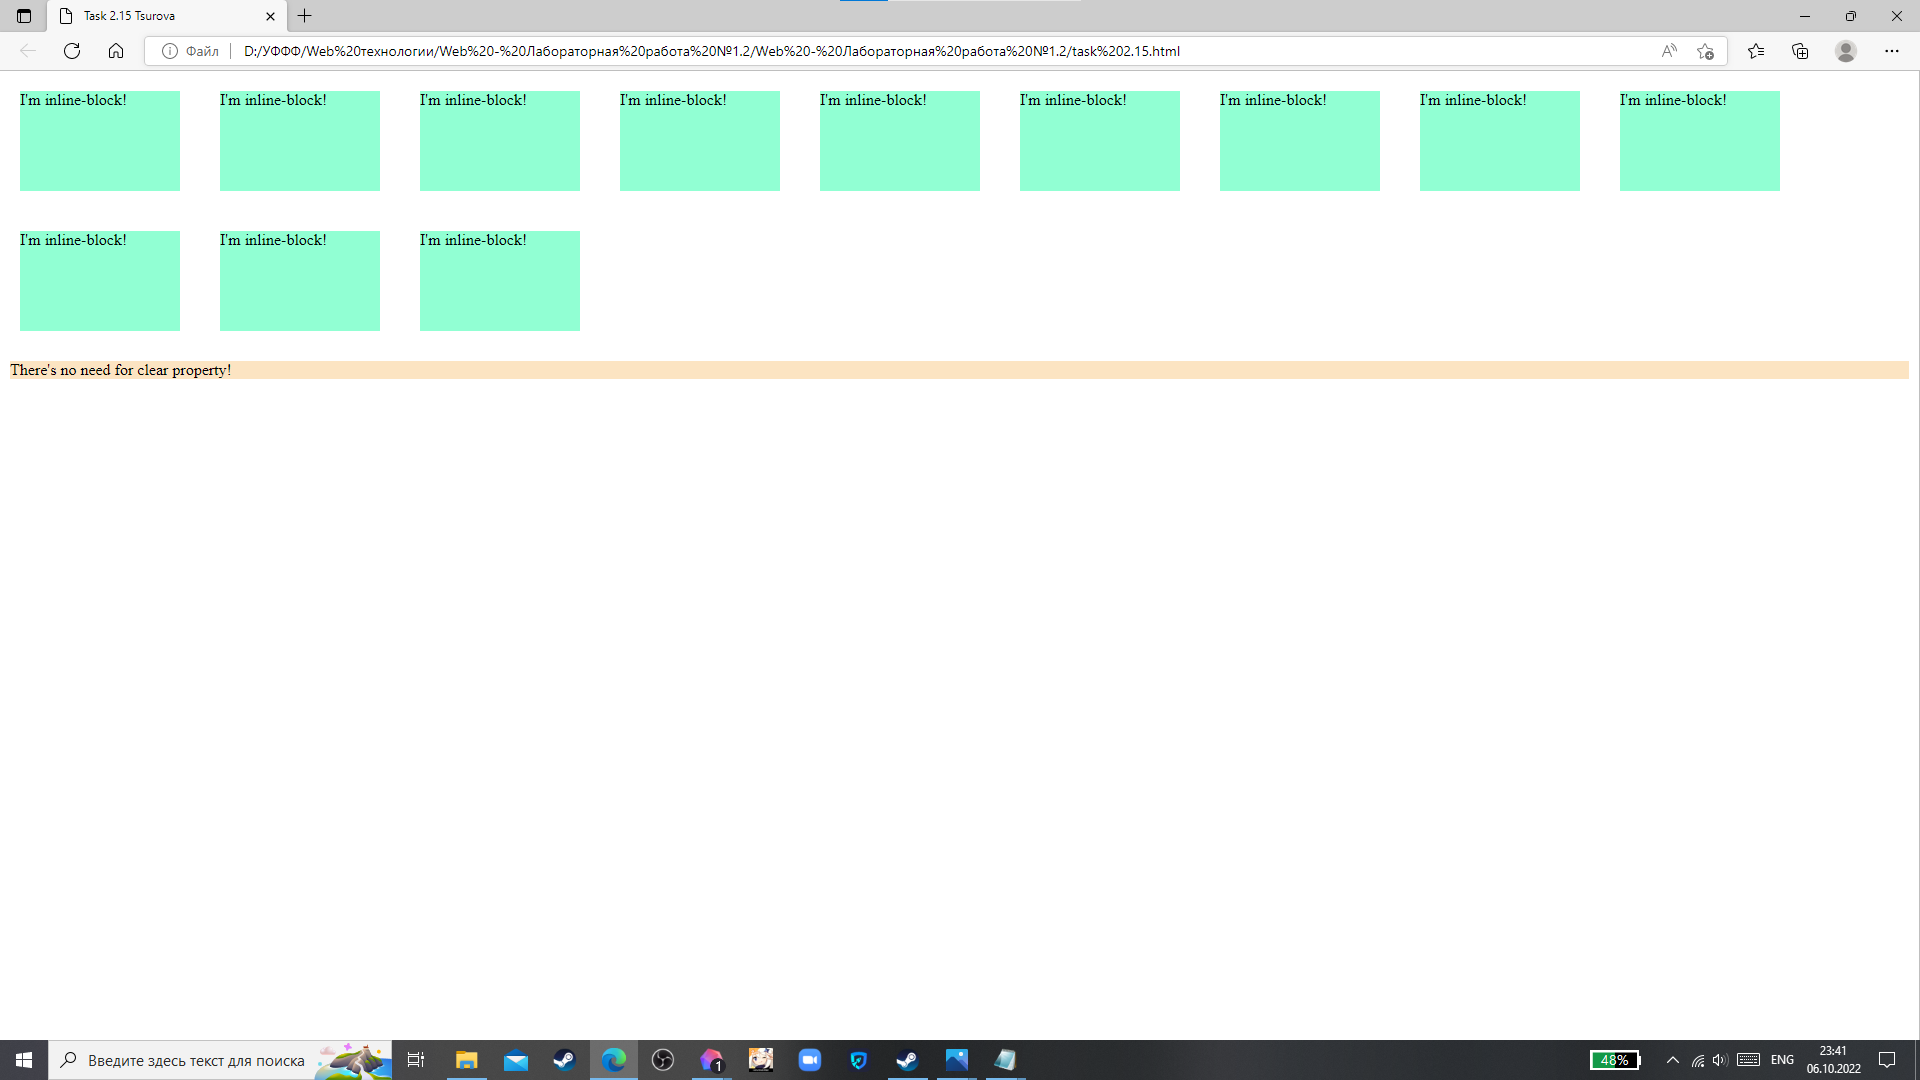 Task 2.15 Tsurova
Файл D:/УФФФ/Web%20технологии/Web%20-%20Лабораторная%20работа%20№1.2/Web%20-%20Лабораторная%20работа%20№1.2/task%202.15.html
I'm inline-block! I'm inline-block! I'm inline-block! I'm inline-block! I'm inline-block! I'm inline-block! I'm inline-block! I'm inline-block! I'm inline-block!
I'm inline-block! I'm inline-block! I'm inline-block!
There's no need for clear property!
Введите здесь текст для поиска 1 48% ENG 23:41
06.10.2022